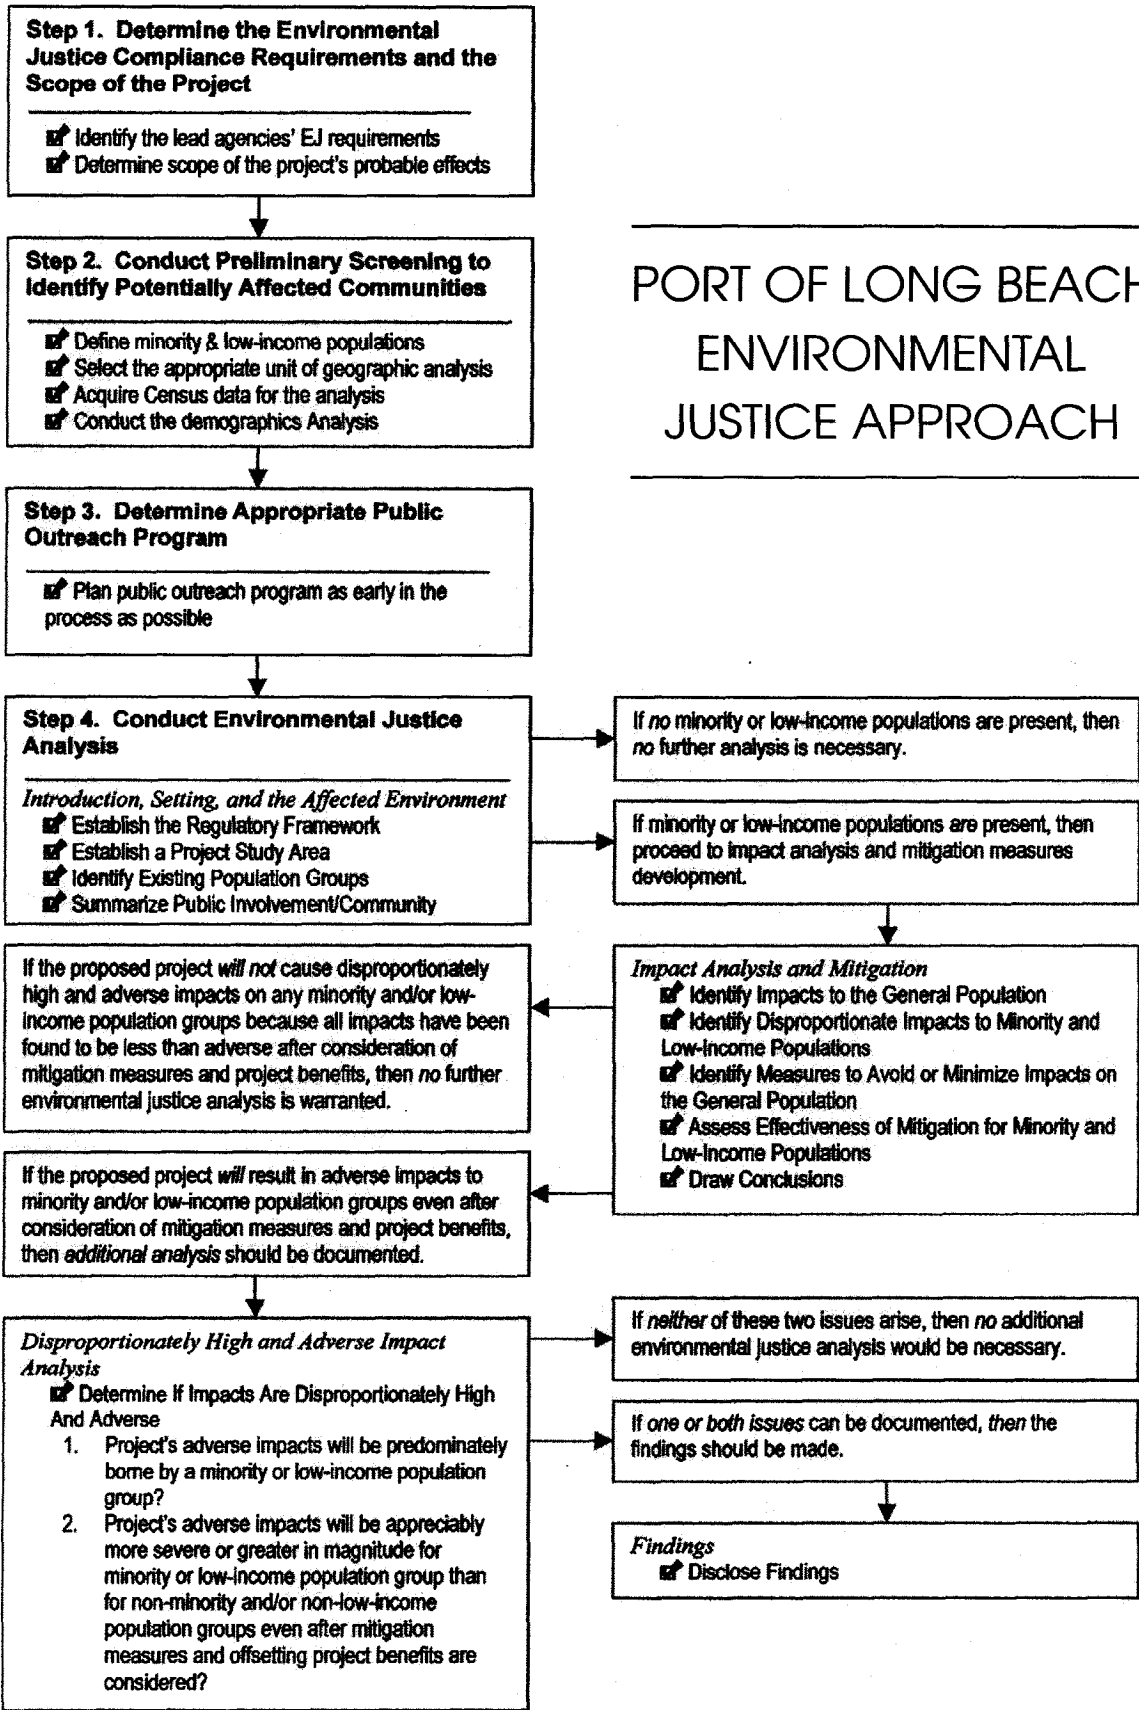 Step 1. Determine the Environmental
Justice Compliance Requirements and the
Scope of the Project
Identify the lead agencies' EJ requirements
Determine scope of the project's probable effects
Step 2. Conduct Preliminary Screening to
Identify Potentially Affected Communities
Define minority & low-income populations
Select the appropriate unit of geographic analysis
Acquire Census data for the analysis
Conduct the demographics Analysis
PORT OF LONG BEACH
ENVIRONMENTAL
JUSTICE APPROACH
Step 3. Determine Appropriate Public
Outreach Program
Plan public outreach program as early in the
process as possible
Step 4. Conduct Environmental Justice
Analysis
Introduction, Setting, and the Affected Environment
Establish the Regulatory Framework
Establish a Project Study Area
Identify Existing Population Groups
Summarize Public Involvement/Community
If no minority or low-income populations are present, then
no further analysis is necessary.
If minority or low-income populations are present, then
proceed to impact analysis and mitigation measures
development.
Impact Analysis and Mitigation
Identify Impacts to the General Population
Identify Disproportionate Impacts to Minority and
Low-Income Populations
Identify Measures to Avoid or Minimize Impacts on
the General Population
Assess Effectiveness of Mitigation for Minority and
Low-Income Populations
Draw Conclusions
If the proposed project will not cause disproportionately
high and adverse impacts on any minority and/or low-
income population groups because all impacts have been
found to be less than adverse after consideration of
mitigation measures and project benefits, then no further
environmental justice analysis is warranted.
If the proposed project will result in adverse impacts to
minority and/or low-income population groups even after
consideration of mitigation measures and project benefits,
then additional analysis should be documented.
Disproportionately High and Adverse Impact
Analysis
Determine If Impacts Are Disproportionately High
And Adverse
1. Project's adverse impacts will be predominately
borne by a minority or low-income population
group?
2. Project's adverse impacts will be appreciably
more severe or greater in magnitude for
minority or low-income population group than
for non-minority and/or non-low-income
population groups even after mitigation
measures and offsetting project benefits are
considered?
If neither of these two issues arise, then no additional
environmental justice analysis would be necessary.
If one or both issues can be documented, then the
findings should be made.
Findings
Disclose Findings